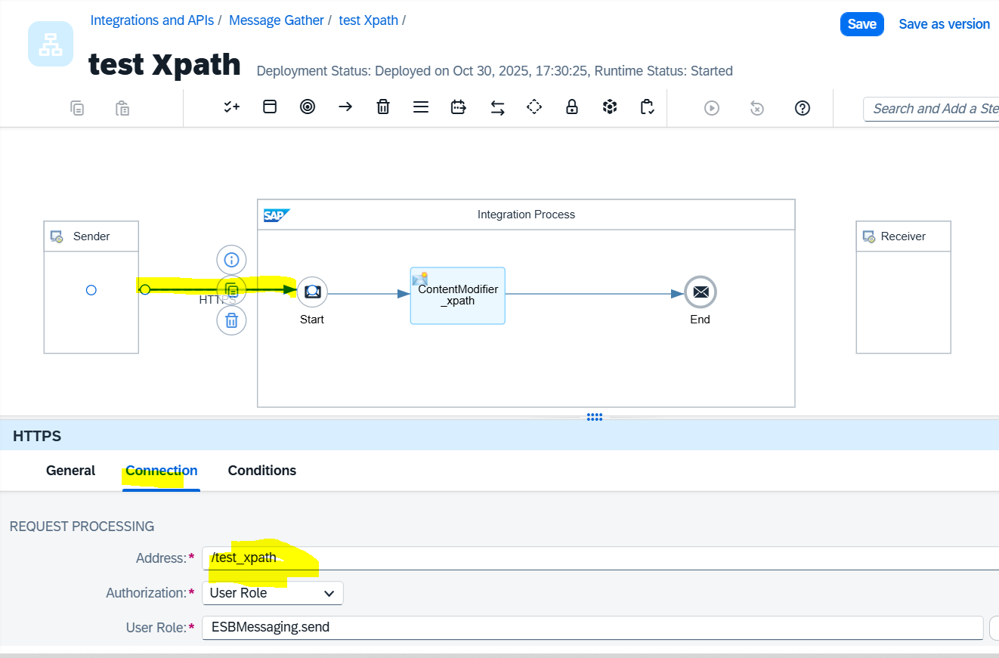 Integrations and APIs / Message Gather / test Xpath /
Save
Save as version
test Xpath
Deployment Status: Deployed on Oct 30, 2025, 17:30:25, Runtime Status: Started
Search and Add a Ste
SAP
Integration Process
Sender
Receiver
HTTPS
ContentModifier
_xpath
Start
End
HTTPS
General
Connection
Conditions
REQUEST PROCESSING
Address:*
/test_xpath
Authorization:*
User Role
User Role:*
ESBMessaging.send